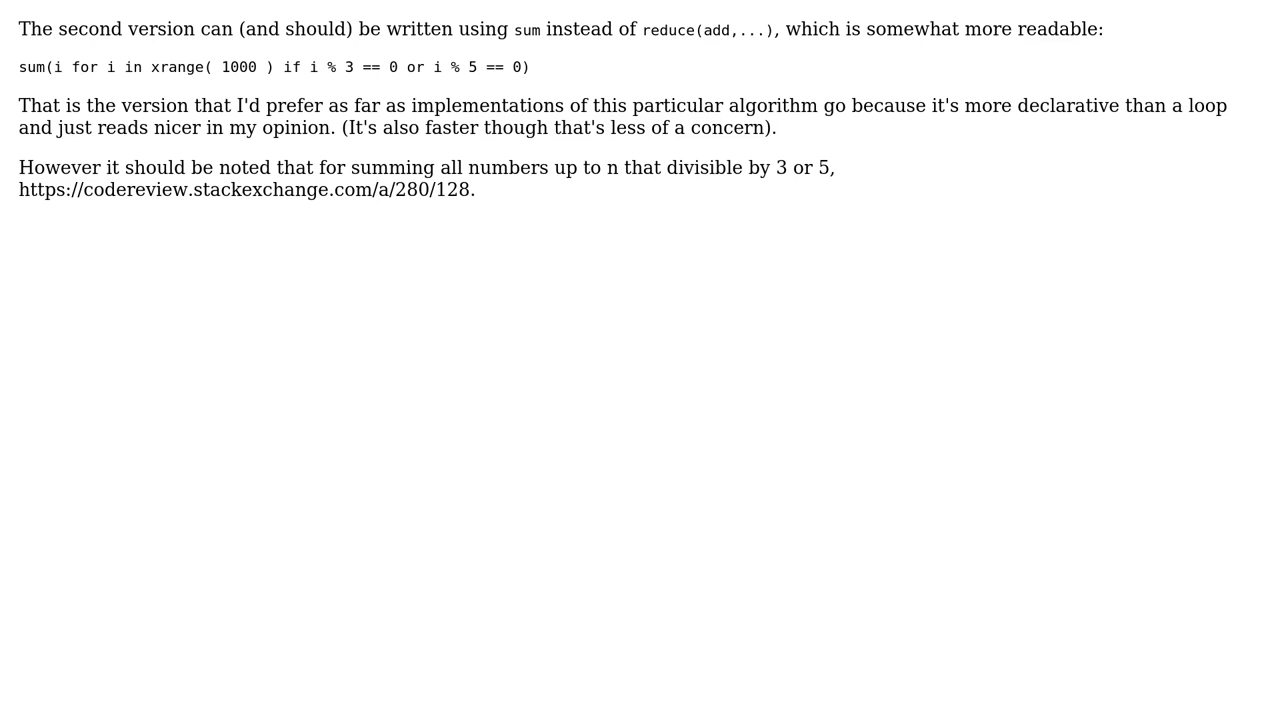 The second version can (and should) be written using sum instead of reduce(add,...), which is somewhat more readable:
sum(i for i in xrange( 1000 ) if i % 3 == 0 or i % 5 == 0)
That is the version that I'd prefer as far as implementations of this particular algorithm go because it's more declarative than a loop
and just reads nicer in my opinion. (It's also faster though that's less of a concern).
However it should be noted that for summing all numbers up to n that divisible by 3 or 5,
https://codereview.stackexchange.com/a/280/128.